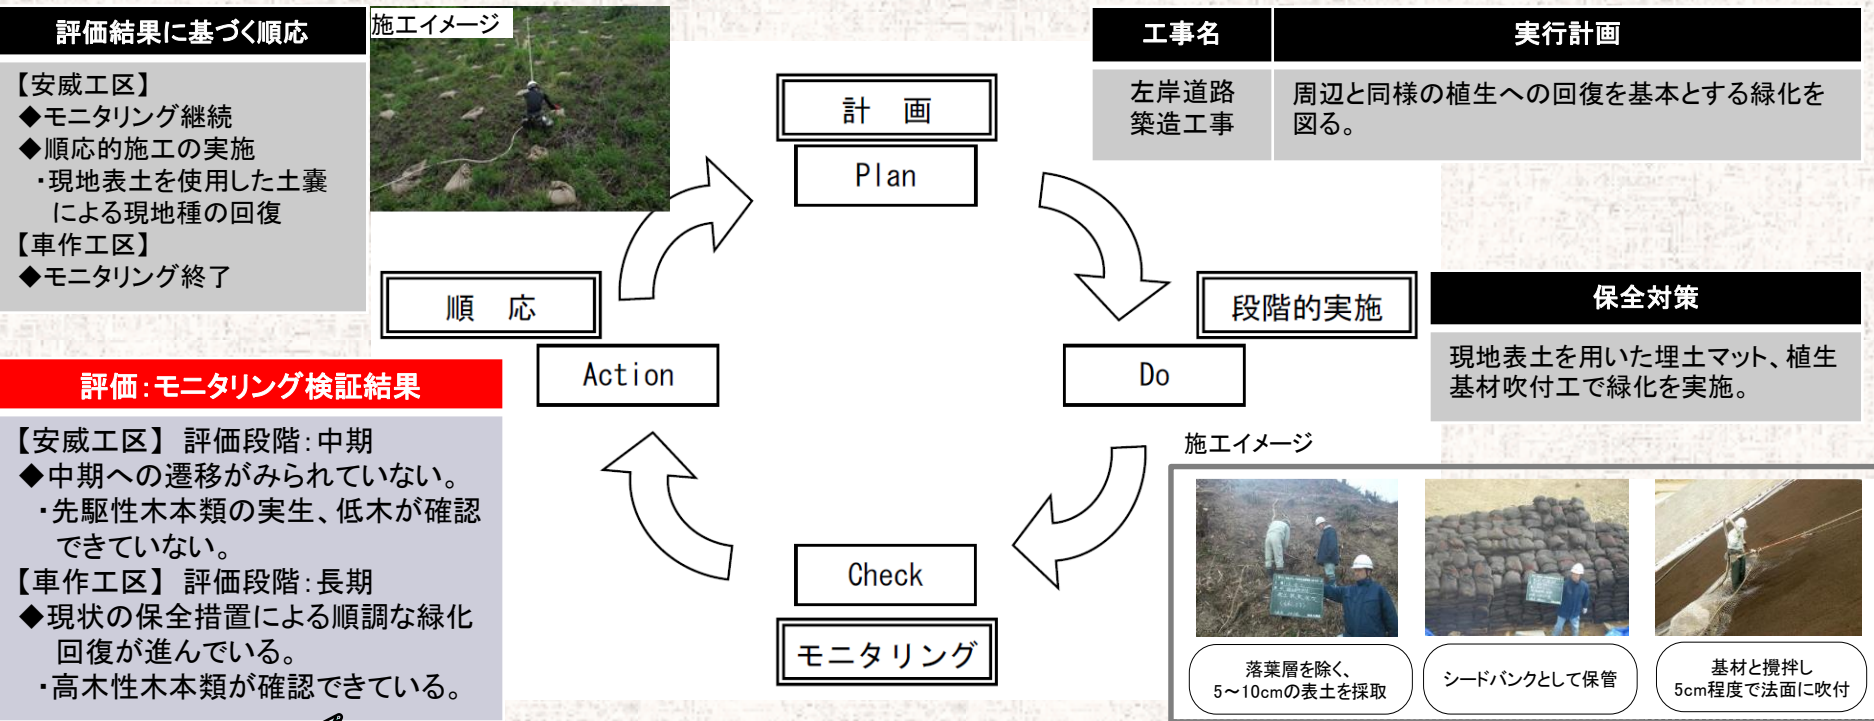 評価結果に基づく順応
【安威工区】
◆モニタリング継続
◆順応的施工の実施
・現地表土を使用した土嚢
による現地種の回復
【車作工区】
◆モニタリング終了
施工イメージ
計 画
Plan
工事名 実行計画
左岸道路
築造工事
周辺と同様の植生への回復を基本とする緑化を
図る。
順 応
Action
段階的実施
Do
保全対策
現地表土を用いた埋土マット、植生
基材吹付工で緑化を実施。
評価:モニタリング検証結果
【安威工区】 評価段階:中期
◆中期への遷移がみられていない。
・先駆性木本類の実生、低木が確認
できていない。
【車作工区】 評価段階:長期
◆現状の保全措置による順調な緑化
回復が進んでいる。
・高木性木本類が確認できている。
Check
モニタリング
施工イメージ
落葉層を除く、
5～10cmの表土を採取
シードバンクとして保管
基材と攪拌し
5cm程度で法面に吹付